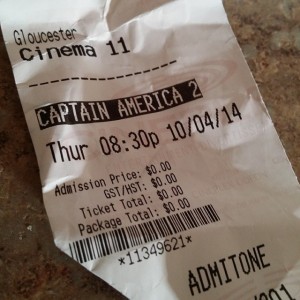 Gloucester
Cinema 11
CAPTAIN AMERICA 2
Thur 08:30p 10/04/14
Admission Price: $0.00
GST/HST: $0.00
Ticket Total: $0.00
Package Total: $0.00
*11349621*
ADMITONE